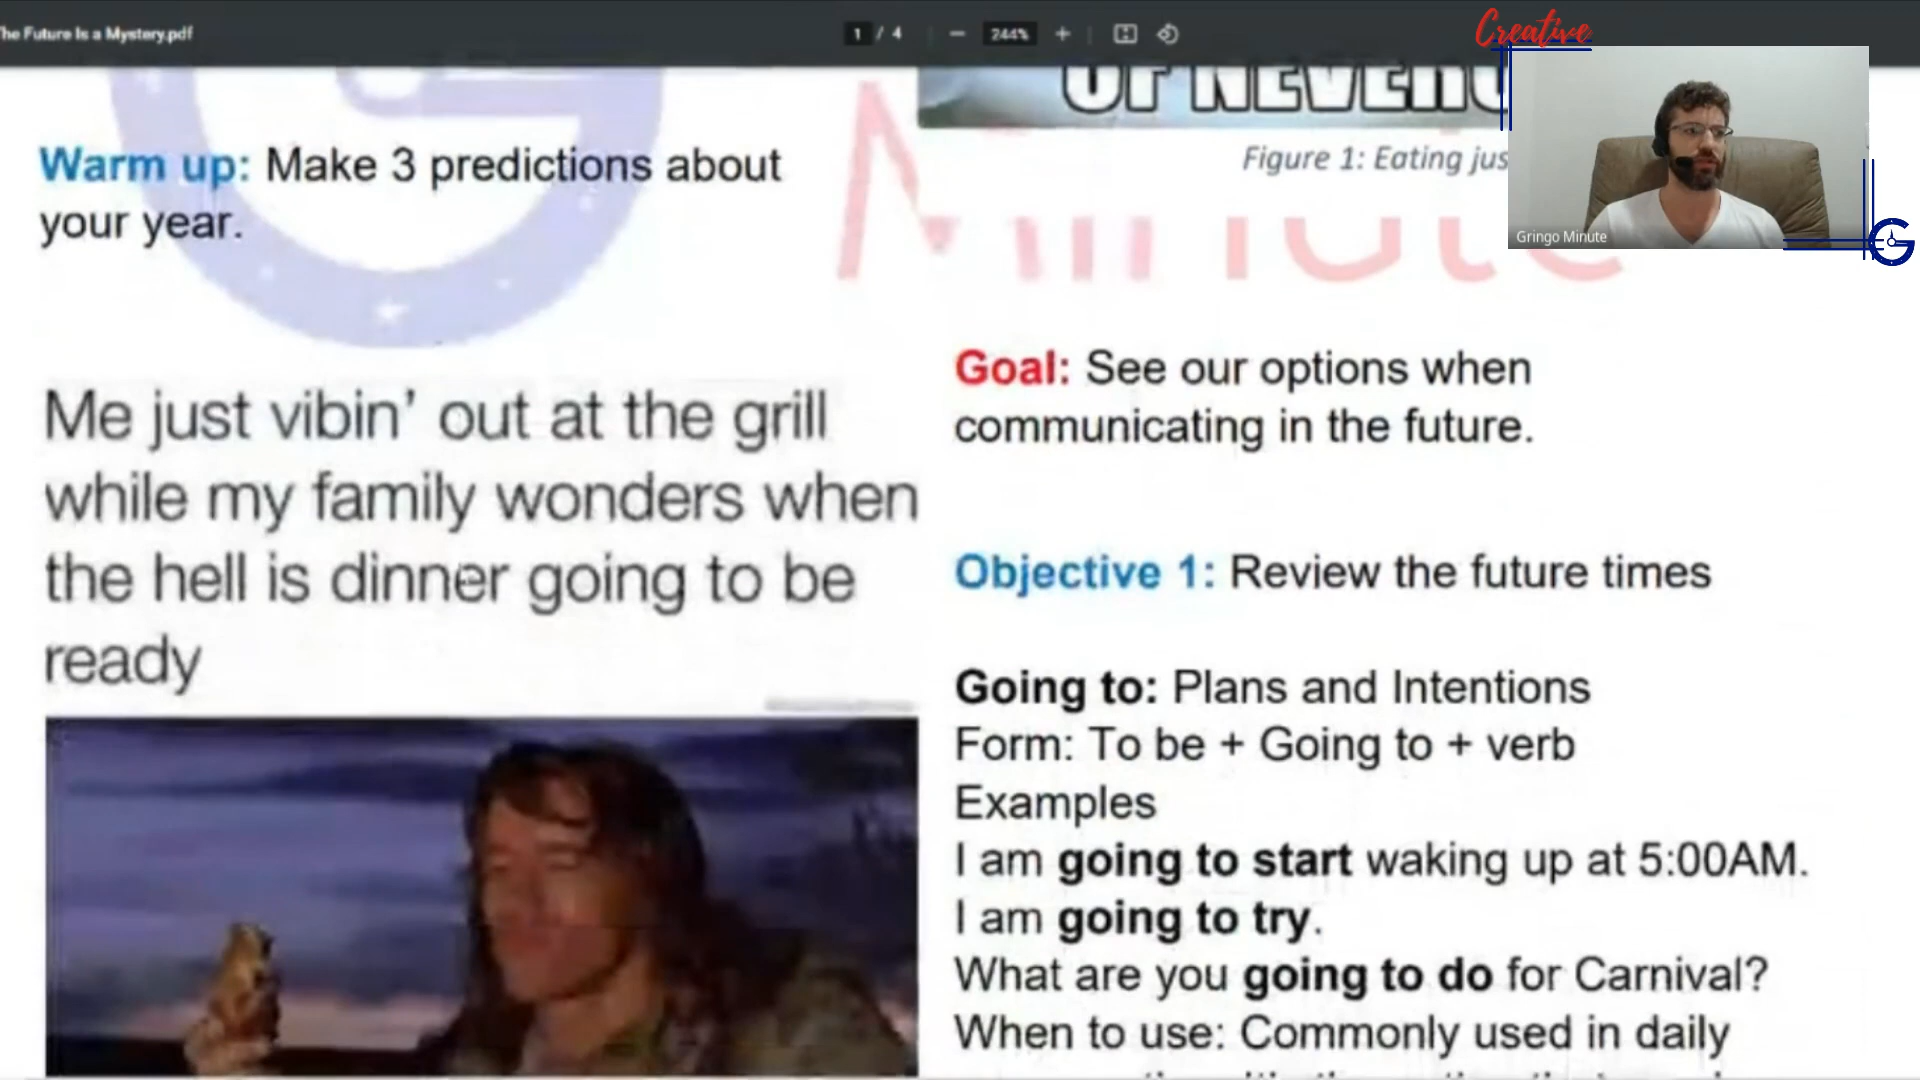 he Future Is a Mystery.pdf
1 / 4
244%
Creative
OF REVENG
Warm up: Make 3 predictions about
your year.
Figure 1: Eating jus
Gringo Minute
Minute
Me just vibin' out at the grill
while my family wonders when
the hell is dinner going to be
ready
Goal: See our options when
communicating in the future.
Objective 1: Review the future times
Going to: Plans and Intentions
Form: To be + Going to + verb
Examples
I am going to start waking up at 5:00AM.
I am going to try.
What are you going to do for Carnival?
When to use: Commonly used in daily